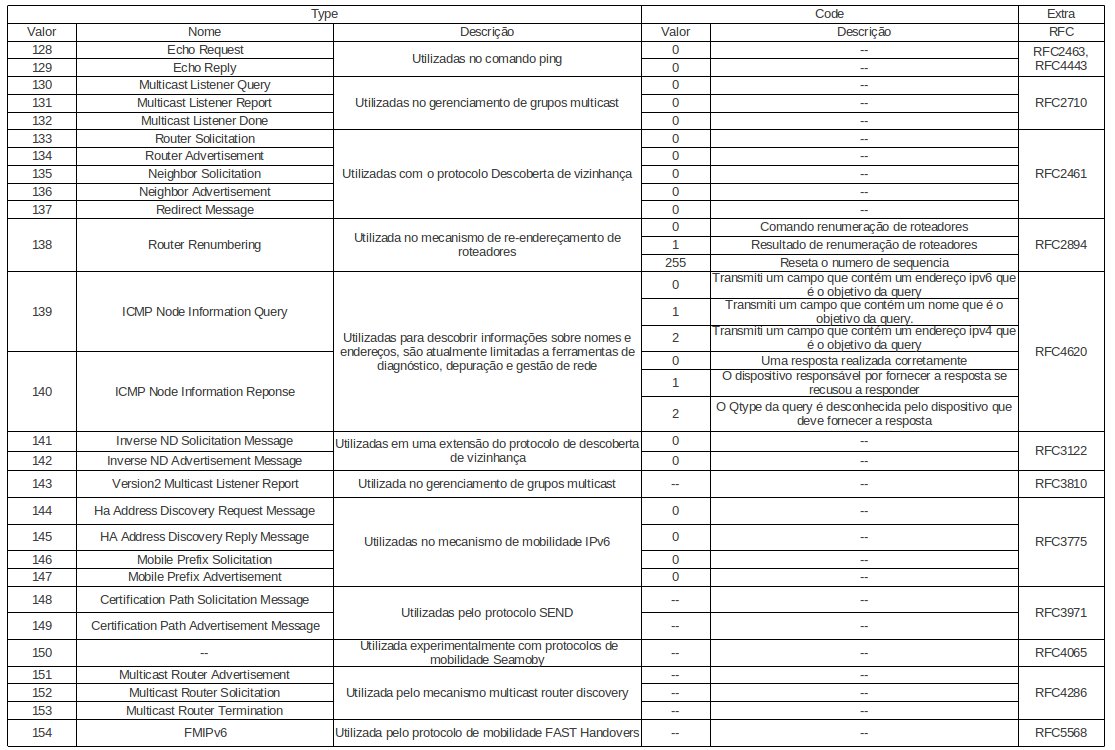 Type Code Extra
Valor Nome Descrição Valor Descrição RFC
128 Echo Request 0 --
Utilizadas no comando ping
RFC2463,
RFC4443
129 Echo Reply 0 --
130 Multicast Listener Query 0 --
131 Multicast Listener Report Utilizadas no gerenciamento de grupos multicast 0 -- RFC2710
132 Multicast Listener Done 0 --
133 Router Solicitation 0 --
134 Router Advertisement 0 --
135 Neighbor Solicitation Utilizadas com o protocolo Descoberta de vizinhança 0 -- RFC2461
136 Neighbor Advertisement 0 --
137 Redirect Message 0 --
138 Router Renumbering
Utilizada no mecanismo de re-endereçamento de
roteadores
0 Comando renumeração de roteadores
1 Resultado de renumeração de roteadores
255 Reseta o numero de sequencia
RFC2894
139 ICMP Node Information Query
Utilizadas para descobrir informações sobre nomes e
endereços, são atualmente limitadas a ferramentas de
diagnóstico, depuração e gestão de rede
0 Transmiti um campo que contém um endereço ipv6 que
é o objetivo da query
1 Transmiti um campo que contém um nome que é o
objetivo da query.
2 Transmiti um campo que contém um endereço ipv4 que
é o objetivo da query
RFC4620
140 ICMP Node Information Reponse
0 Uma resposta realizada corretamente
1 O dispositivo responsável por fornecer a resposta se
recusou a responder
2 O Qtype da query é desconhecida pelo dispositivo que
deve fornecer a resposta
141 Inverse ND Solicitation Message 0 --
Utilizadas em uma extensão do protocolo de descoberta
de vizinhança
RFC3122
142 Inverse ND Advertisement Message 0 --
143 Version2 Multicast Listener Report Utilizada no gerenciamento de grupos multicast -- -- RFC3810
144 Ha Address Discovery Request Message 0 --
145 HA Address Discovery Reply Message 0 --
Utilizadas no mecanismo de mobilidade IPv6 RFC3775
146 Mobile Prefix Solicitation 0 --
147 Mobile Prefix Advertisement 0 --
148 Certification Path Solicitation Message -- --
Utilizadas pelo protocolo SEND RFC3971
149 Certification Path Advertisement Message -- --
150 --
Utilizada experimentalmente com protocolos de
mobilidade Seamoby
-- -- RFC4065
151 Multicast Router Advertisement -- --
152 Multicast Router Solicitation Utilizada pelo mecanismo multicast router discovery -- -- RFC4286
153 Multicast Router Termination -- --
154 FMIPv6 Utilizada pelo protocolo de mobilidade FAST Handovers -- -- RFC5568